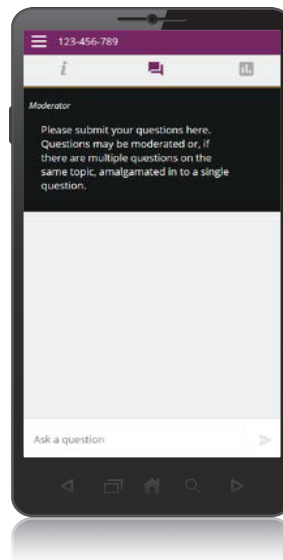 123-456-789
i
Moderator
Please submit your questions here.
Questions may be moderated or, if
there are multiple questions on the
same topic, amalgamated in to a single
question.
Ask a question